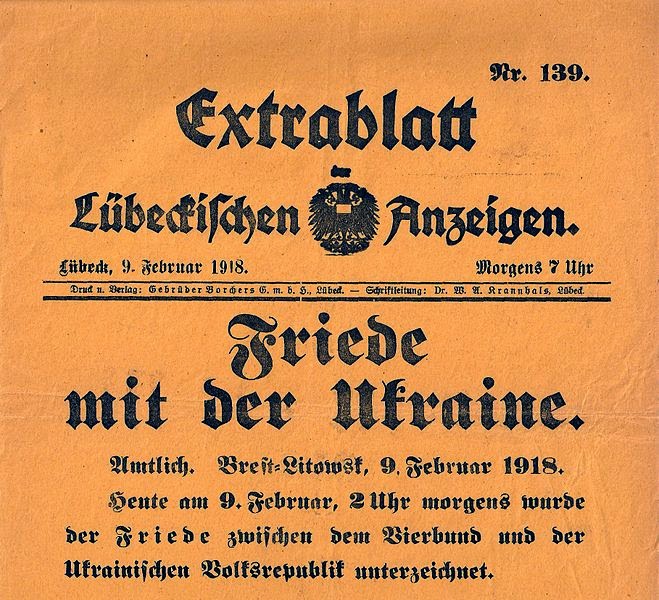 Nr. 139.
Extrablatt
der
Lübeckischen Anzeigen.
Lübeck, 9. Februar 1918. Morgens 7 Uhr
Druck u. Verlag: Gebrüder Borchers G. m. b. H., Lübeck. — Schriftleitung: Dr. W. A. Krannhals, Lübeck.
Friede
mit der Ukraine.
Amtlich. Brest-Litowsk, 9. Februar 1918.
Heute am 9. Februar, 2 Uhr morgens wurde
der Friede zwischen dem Vierbund und der
Ukrainischen Volksrepublik unterzeichnet.